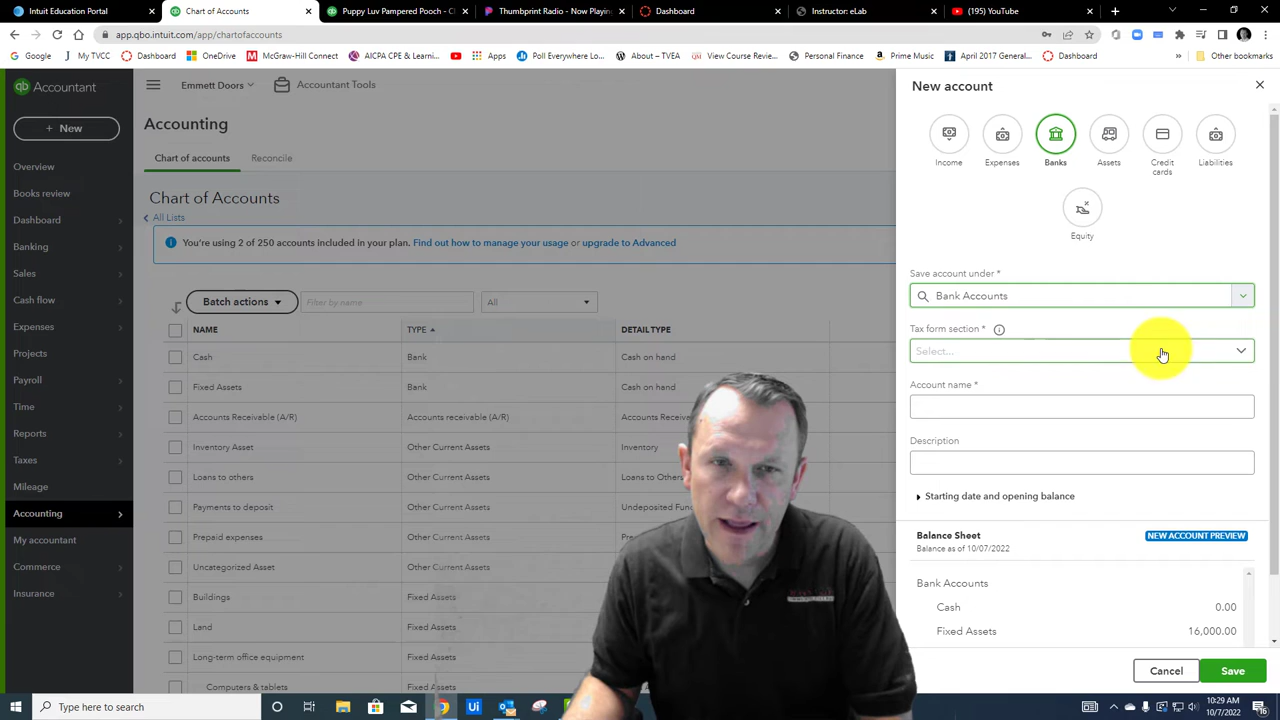 Intuit Education Portal
Chart of Accounts
Puppy Luv Pampered Pooch - C
Thumbprint Radio - Now Playing
Dashboard
Instructor: eLab
(195) YouTube
app.qbo.intuit.com/app/chartofaccounts
Google
My TVCC
Dashboard
OneDrive
McGraw-Hill Connect
AICPA CPE & Learni...
Apps
Poll Everywhere Lo...
About – TVEA
View Course Revie...
Personal Finance
Prime Music
April 2017 General...
Dashboard
Other bookmarks
qb Accountant
+ New
Overview
Books review
Dashboard
Banking
Sales
Cash flow
Expenses
Projects
Payroll
Time
Reports
Taxes
Mileage
Accounting
My accountant
Commerce
Insurance
Emmett Doors
Accountant Tools
Accounting
Chart of accounts
Reconcile
Chart of Accounts
All Lists
You're using 2 of 250 accounts included in your plan. Find out how to manage your usage or upgrade to Advanced
Batch actions
Filter by name
All
NAME TYPE DETAIL TYPE
Cash Bank Cash on hand
Fixed Assets Bank Cash on hand
Accounts Receivable (A/R) Accounts receivable (A/R) Accounts Receivable
Inventory Asset Other Current Assets Inventory
Loans to Others Other Current Assets Loans to Others
Payments to deposit Other Current Assets Undeposited Fun
Prepaid expenses Other Current Assets Prepaid
Uncategorized Asset Other Current Assets Other
Buildings Fixed Assets
Land Fixed Assets
Long-term office equipment Fixed Assets
Computers & tablets Fixed Assets
New account
Income
Expenses
Banks
Assets
Credit
cards
Liabilities
Equity
Save account under *
Bank Accounts
Tax form section *
Select...
Account name *
Description
Starting date and opening balance
Balance Sheet
NEW ACCOUNT PREVIEW
Balance as of 10/07/2022
Bank Accounts
Cash 0.00
Fixed Assets 16,000.00
Cancel
Save
Type here to search
Ui
10:29 AM
10/7/2022